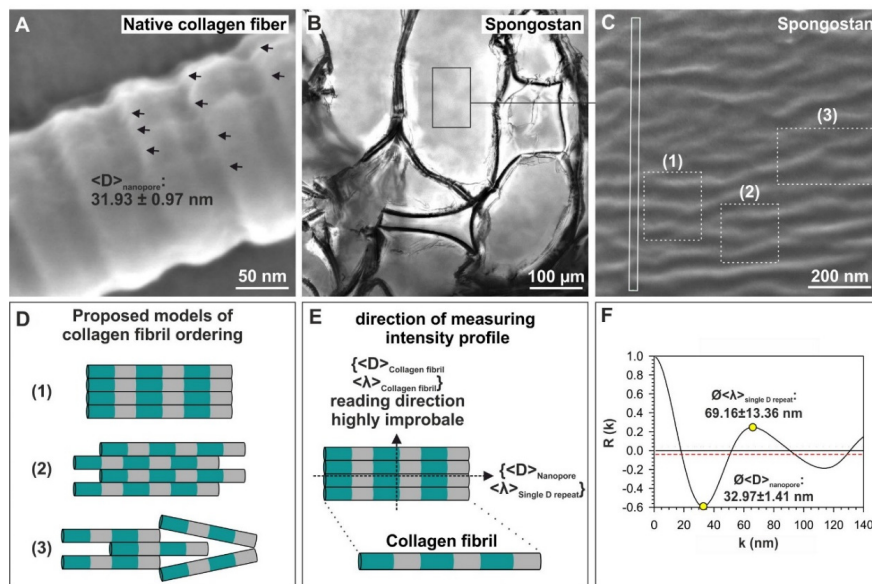 A
Native collagen fiber
<D>nanopore:
31.93 ± 0.97 nm
50 nm
B
Spongostan
100 µm
C
Spongostan
(1)
(2)
(3)
200 nm
D
Proposed models of
collagen fibril ordering
(1)
(2)
(3)
E
direction of measuring
intensity profile
{<D>Collagen fibril
<λ>Collagen fibril}
reading direction
highly improbale
{<D>Nanopore
<λ>Single D repeat}
Collagen fibril
F
1.0
0.8
0.6
0.4
0.2
0.0
-0.2
-0.4
-0.6
R (k)
Ø<λ>single D repeat:
69.16±13.36 nm
Ø<D>nanopore:
32.97±1.41 nm
0 20 40 60 80 100 120 140
k (nm)